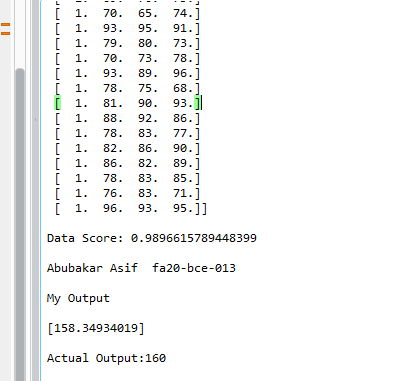 [  1.  70.  65.  74.]
[  1.  93.  95.  91.]
[  1.  79.  80.  73.]
[  1.  70.  73.  78.]
[  1.  93.  89.  96.]
[  1.  78.  75.  68.]
[  1.  81.  90.  93.]
[  1.  88.  92.  86.]
[  1.  78.  83.  77.]
[  1.  82.  86.  90.]
[  1.  86.  82.  89.]
[  1.  78.  83.  85.]
[  1.  76.  83.  71.]
[  1.  96.  93.  95.]]
Data Score: 0.9896615789448399
Abubakar Asif  fa20-bce-013
My Output
[158.34934019]
Actual Output:160